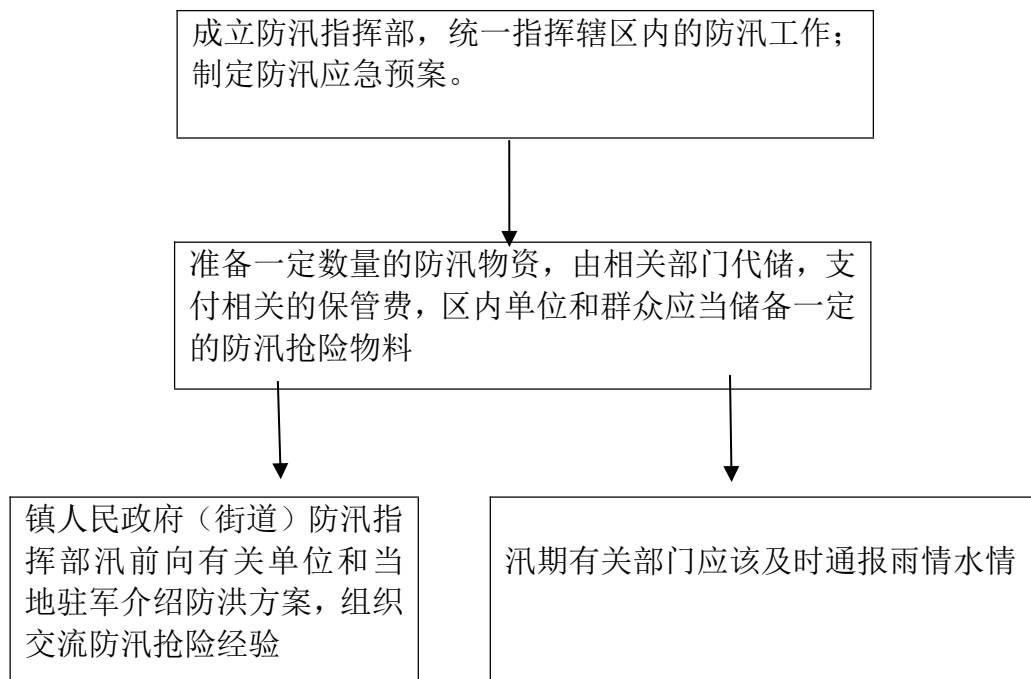 成立防汛指挥部，统一指挥辖区内的防汛工作；
制定防汛应急预案。
准备一定数量的防汛物资，由相关部门代储，支
付相关的保管费，区内单位和群众应当储备一定
的防汛抢险物料
镇人民政府（街道）防汛指
挥部汛前向有关单位和当
地驻军介绍防洪方案，组织
交流防汛抢险经验
汛期有关部门应该及时通报雨情水情